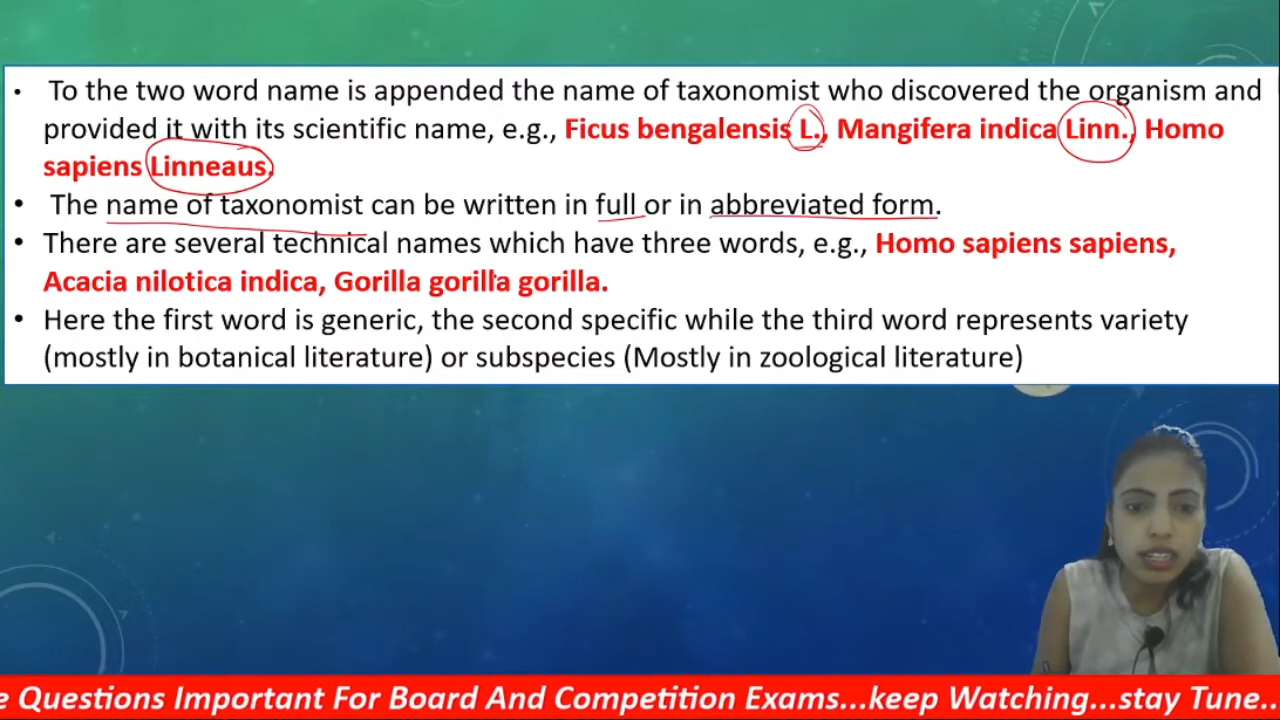 • To the two word name is appended the name of taxonomist who discovered the organism and
provided it with its scientific name, e.g., Ficus bengalensis L., Mangifera indica Linn., Homo
sapiens Linneaus.
• The name of taxonomist can be written in full or in abbreviated form.
• There are several technical names which have three words, e.g., Homo sapiens sapiens,
Acacia nilotica indica, Gorilla gorilla gorilla.
• Here the first word is generic, the second specific while the third word represents variety
(mostly in botanical literature) or subspecies (Mostly in zoological literature)
e Questions Important For Board And Competition Exams...keep Watching...stay Tune..